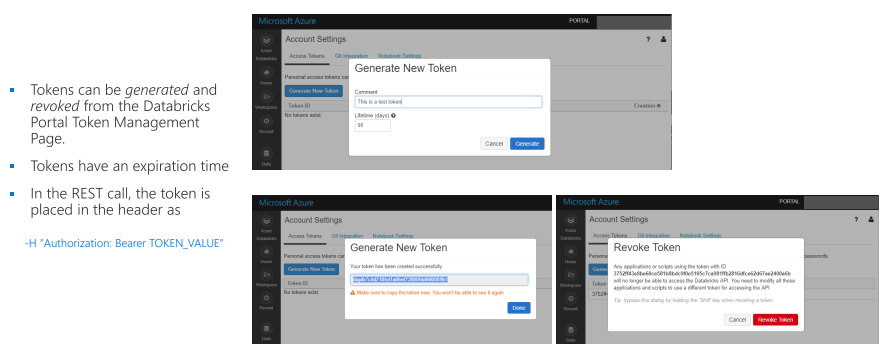 Tokens can be generated and
revoked from the Databricks
Portal Token Management
Page.
Tokens have an expiration time
In the REST call, the token is
placed in the header as
-H "Authorization: Bearer TOKEN_VALUE"
Microsoft Azure
PORTAL
Account Settings
?
Azure
Databricks
Access Tokens
Git Integration
Notebook Settings
Home
Personal access tokens can
Generate New Token
Workspace
Token ID
Creation
No tokens exist.
Recent
Data
Generate New Token
Comment
This is a test token
Lifetime (days)
90
Cancel
Generate
Microsoft Azure
Account Settings
Azure
Databricks
Access Tokens
Git Integration
Notebook Settings
Home
Personal access tokens can
Generate New Token
Workspace
Token ID
No tokens exist.
Recent
Data
Generate New Token
Your token has been created successfully.
Make sure to copy the token now. You won't be able to see it again.
Done
Microsoft Azure
PORTAL
Account Settings
?
Azure
Databricks
Access Tokens
Git Integration
Notebook Settings
Home
Persona
passwords
Gener
Workspace
Token
3752ff
Recent
Data
Revoke Token
Any applications or scripts using the token with ID
will no longer be able to access the Databricks API. You need to modify all those
applications and scripts to use a different token for accessing the API.
Tip: bypass this dialog by holding the 'Shift' key when revoking a token.
Cancel
Revoke Token